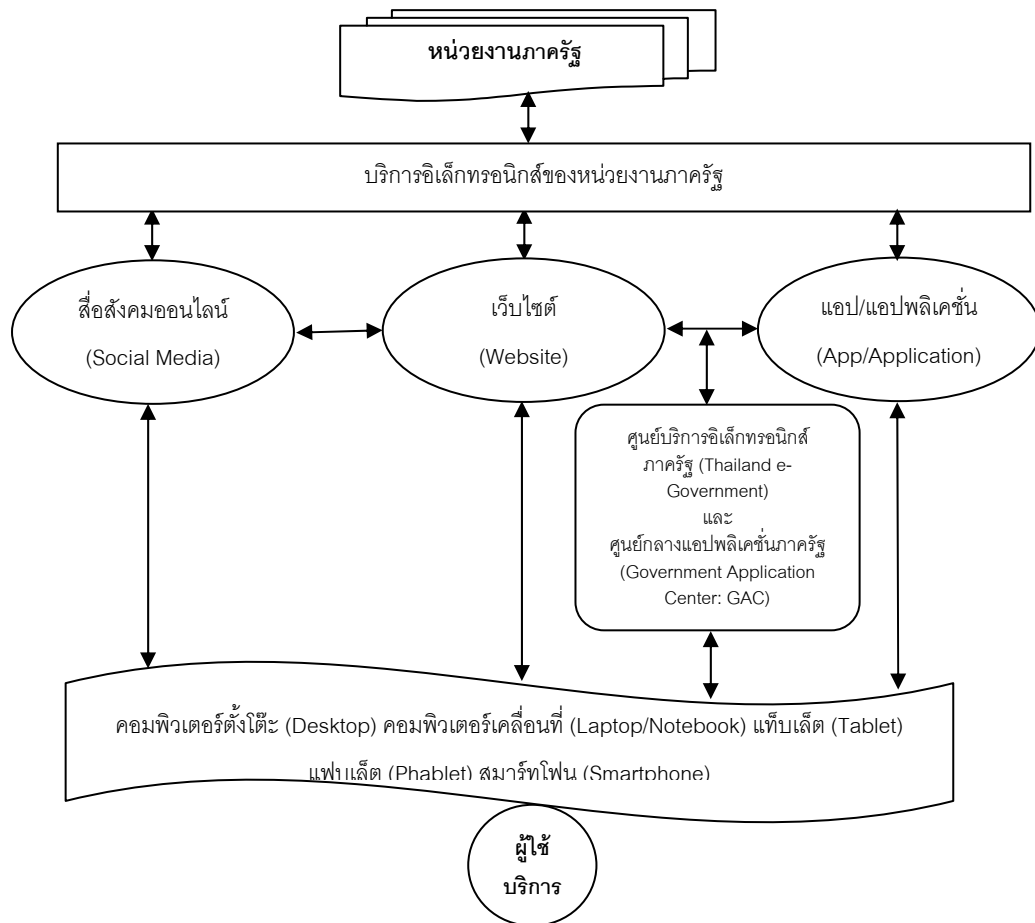 หน่วยงานภาครัฐ
บริการอิเล็กทรอนิกส์ของหน่วยงานภาครัฐ
สื่อสังคมออนไลน์
(Social Media)
เว็บไซต์
(Website)
แอป/แอปพลิเคชั่น
(App/Application)
ศูนย์บริการอิเล็กทรอนิกส์
ภาครัฐ (Thailand e-
Government)
และ
ศูนย์กลางแอปพลิเคชั่นภาครัฐ
(Government Application
Center: GAC)
คอมพิวเตอร์ตั้งโต๊ะ (Desktop) คอมพิวเตอร์เคลื่อนที่ (Laptop/Notebook) แท็บเล็ต (Tablet)
แฟบเล็ต (Phablet) สมาร์ทโฟน (Smartphone)
ผู้ใช้
บริการ